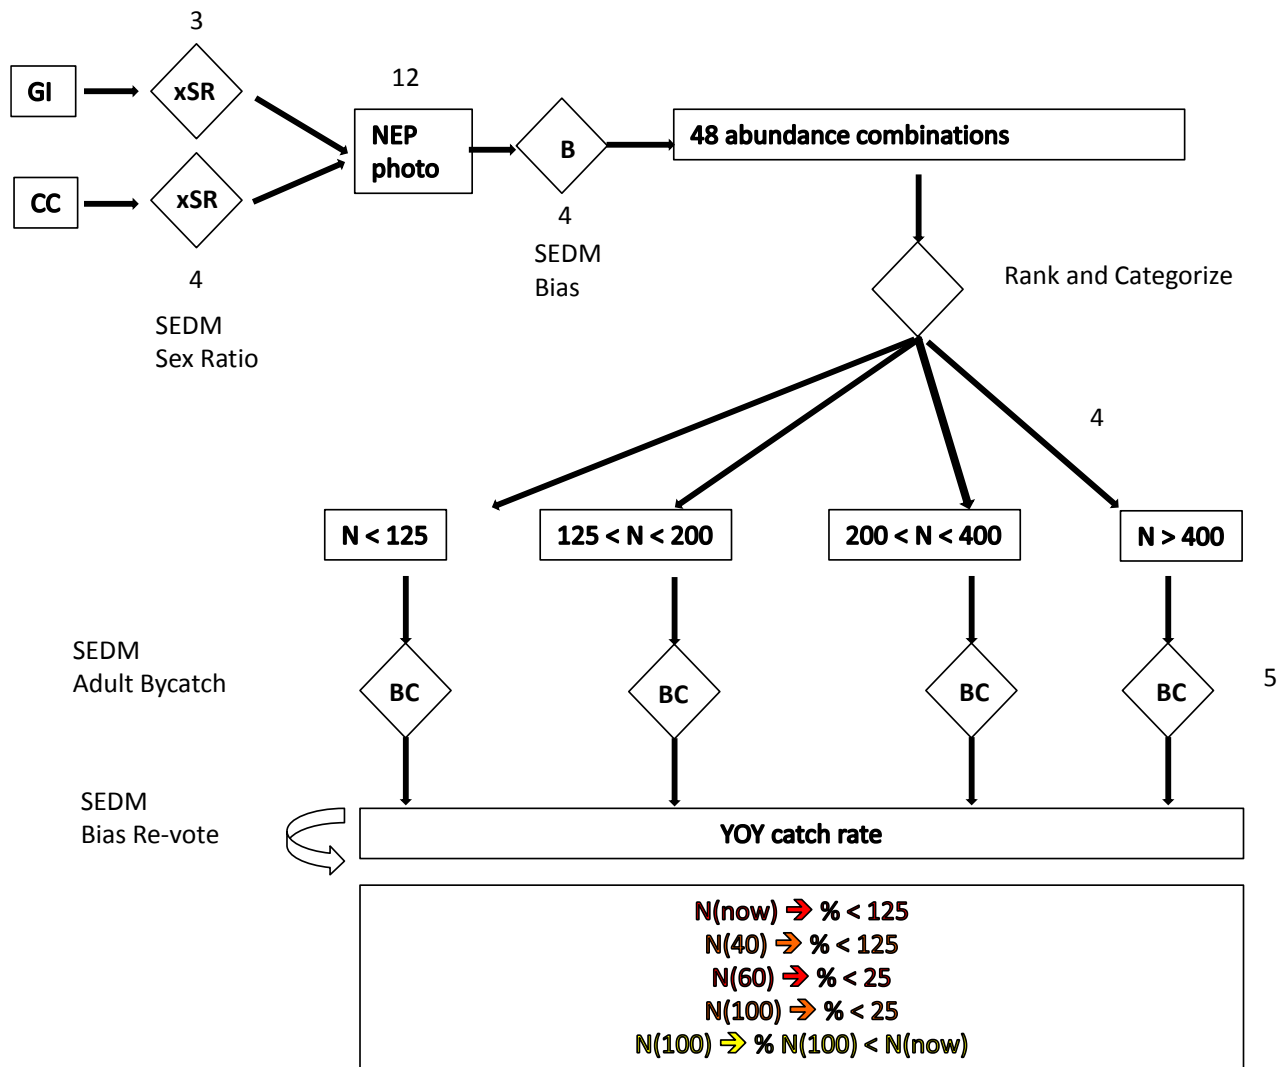 3
GI
xSR
12
NEP
photo
B
48 abundance combinations
CC
xSR
4
SEDM
Sex Ratio
4
SEDM
Bias
Rank and Categorize
4
N < 125
125 < N < 200
200 < N < 400
N > 400
SEDM
Adult Bycatch
BC
BC
BC
BC
5
SEDM
Bias Re-vote
YOY catch rate
N(now) ➔ % < 125
N(40) ➔ % < 125
N(60) ➔ % < 25
N(100) ➔ % < 25
N(100) ➔ % N(100) < N(now)